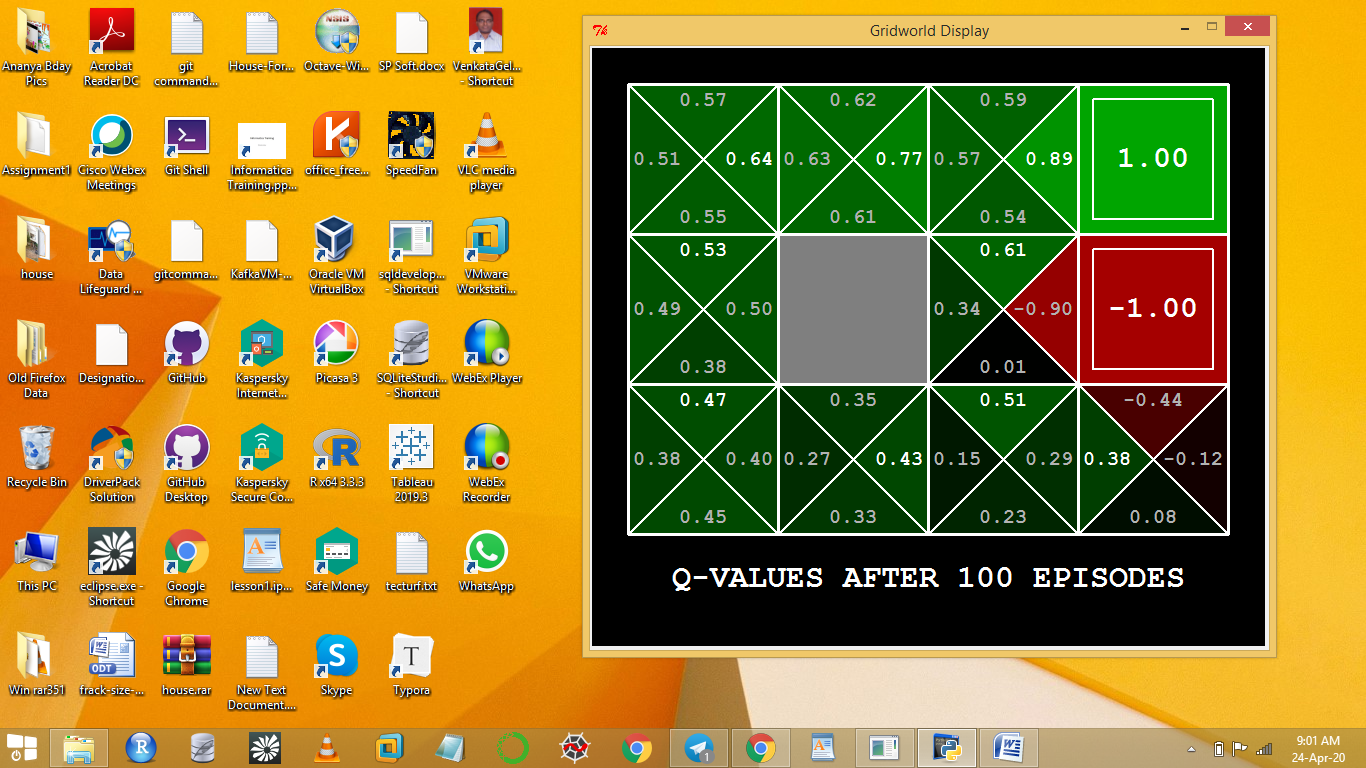 Ananya Bday
Pics
Acrobat
Reader DC
git
command...
House-For...
NSIS
Octave-Wi...
SP Soft.docx
VenkataGel...
- Shortcut
Assignment1
Cisco Webex
Meetings
Git Shell
Informatica
Training.pp...
office_free...
SpeedFan
VLC media
player
house
Data
Lifeguard ...
gitcomma...
KafkaVM-...
Oracle VM
VirtualBox
sqldevelop...
- Shortcut
VMware
Workstati...
Old Firefox
Data
Designatio...
GitHub
Kaspersky
Internet...
Picasa 3
SQLiteStudi...
- Shortcut
WebEx Player
Recycle Bin
DriverPack
Solution
GitHub
Desktop
Kaspersky
Secure Co...
R x64 3.3.3
Tableau
2019.3
WebEx
Recorder
This PC
eclipse.exe -
Shortcut
Google
Chrome
lesson1.ip...
Safe Money
tecturf.txt
WhatsApp
Win rar351
ODT
frack-size-...
house.rar
New Text
Document....
Skype
T
Typora
Gridworld Display
0.57 0.62 0.59
0.51 0.64 0.63 0.77 0.57 0.89 1.00
0.55 0.61 0.54
0.53 0.61
0.49 0.50 0.34 -0.90 -1.00
0.38 0.01
0.47 0.35 0.51 -0.44
0.38 0.40 0.27 0.43 0.15 0.29 0.38 -0.12
0.45 0.33 0.23 0.08
Q-VALUES AFTER 100 EPISODES
R
1
9:01 AM
24-Apr-20